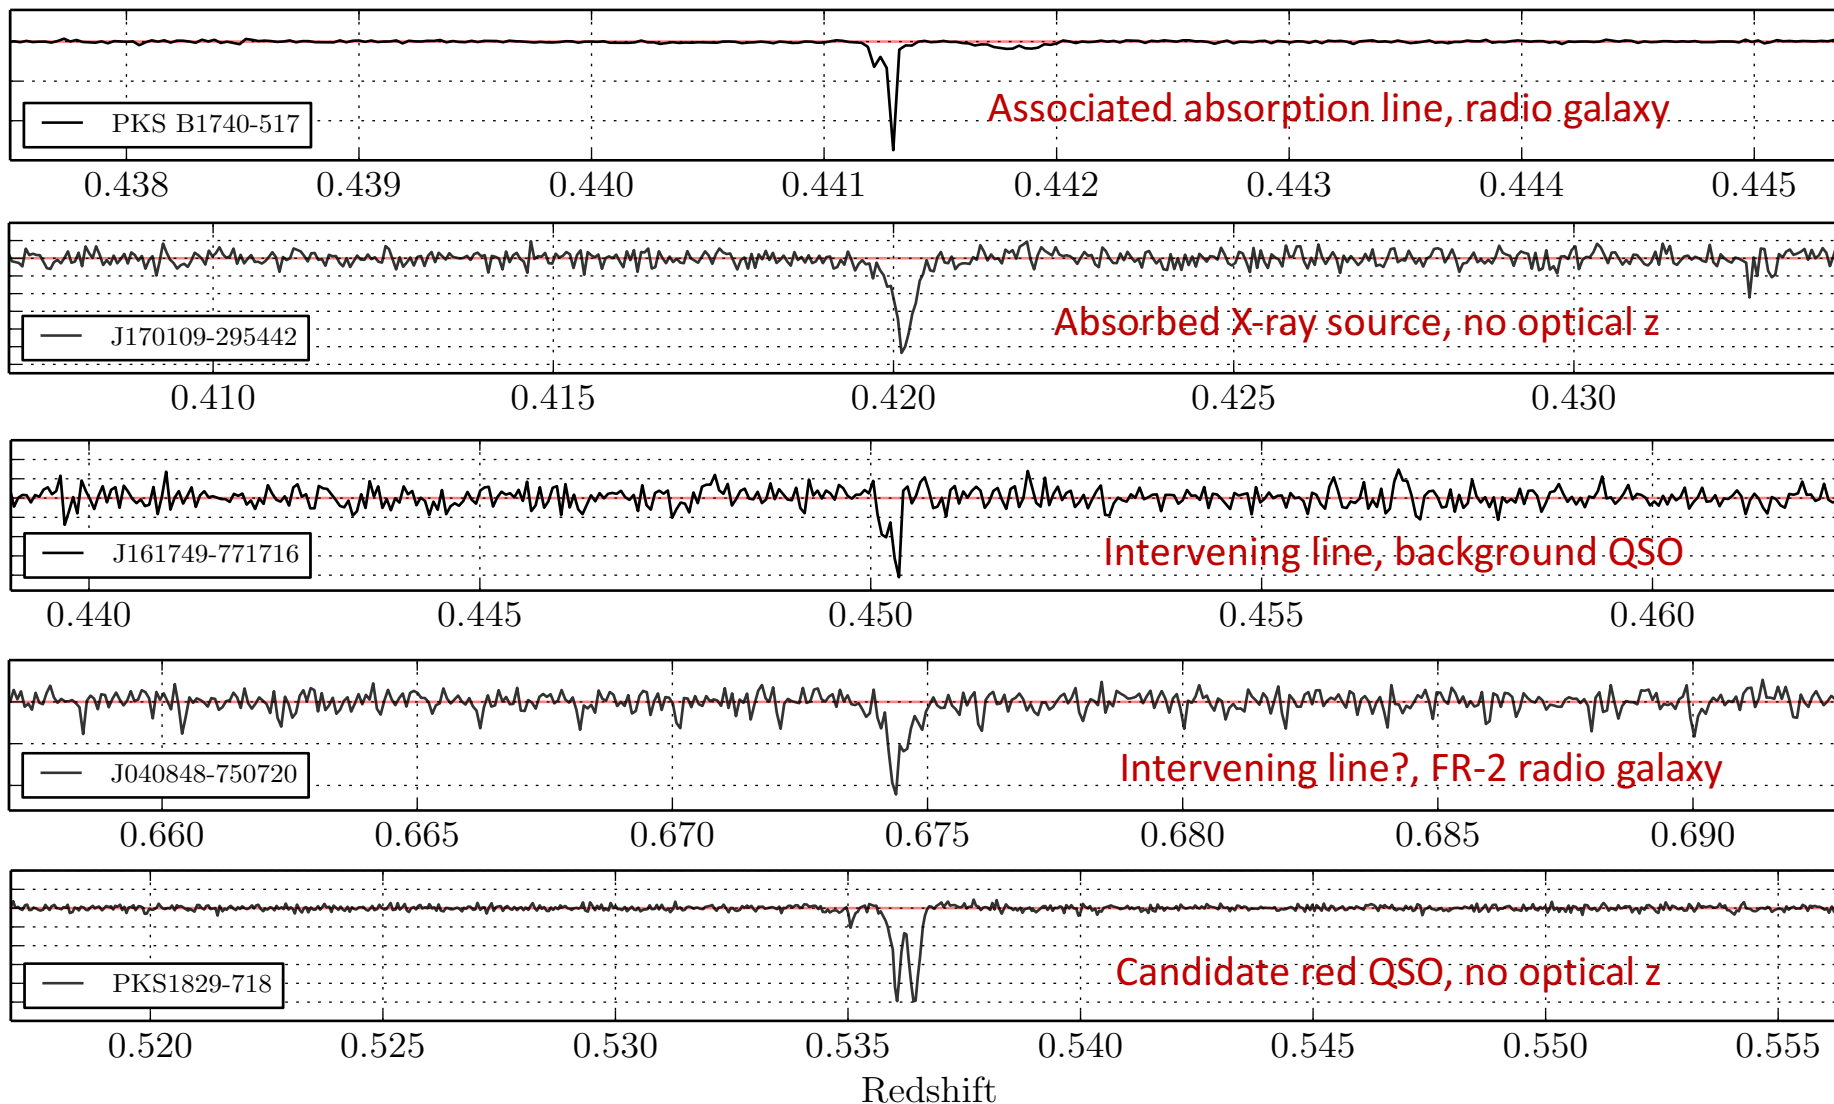 PKS B1740-517
Associated absorption line, radio galaxy
0.438 0.439 0.440 0.441 0.442 0.443 0.444 0.445
J170109-295442
Absorbed X-ray source, no optical z
0.410 0.415 0.420 0.425 0.430
J161749-771716
Intervening line, background QSO
0.440 0.445 0.450 0.455 0.460
J040848-750720
Intervening line?, FR-2 radio galaxy
0.660 0.665 0.670 0.675 0.680 0.685 0.690
PKS1829-718
Candidate red QSO, no optical z
0.520 0.525 0.530 0.535 0.540 0.545 0.550 0.555
Redshift